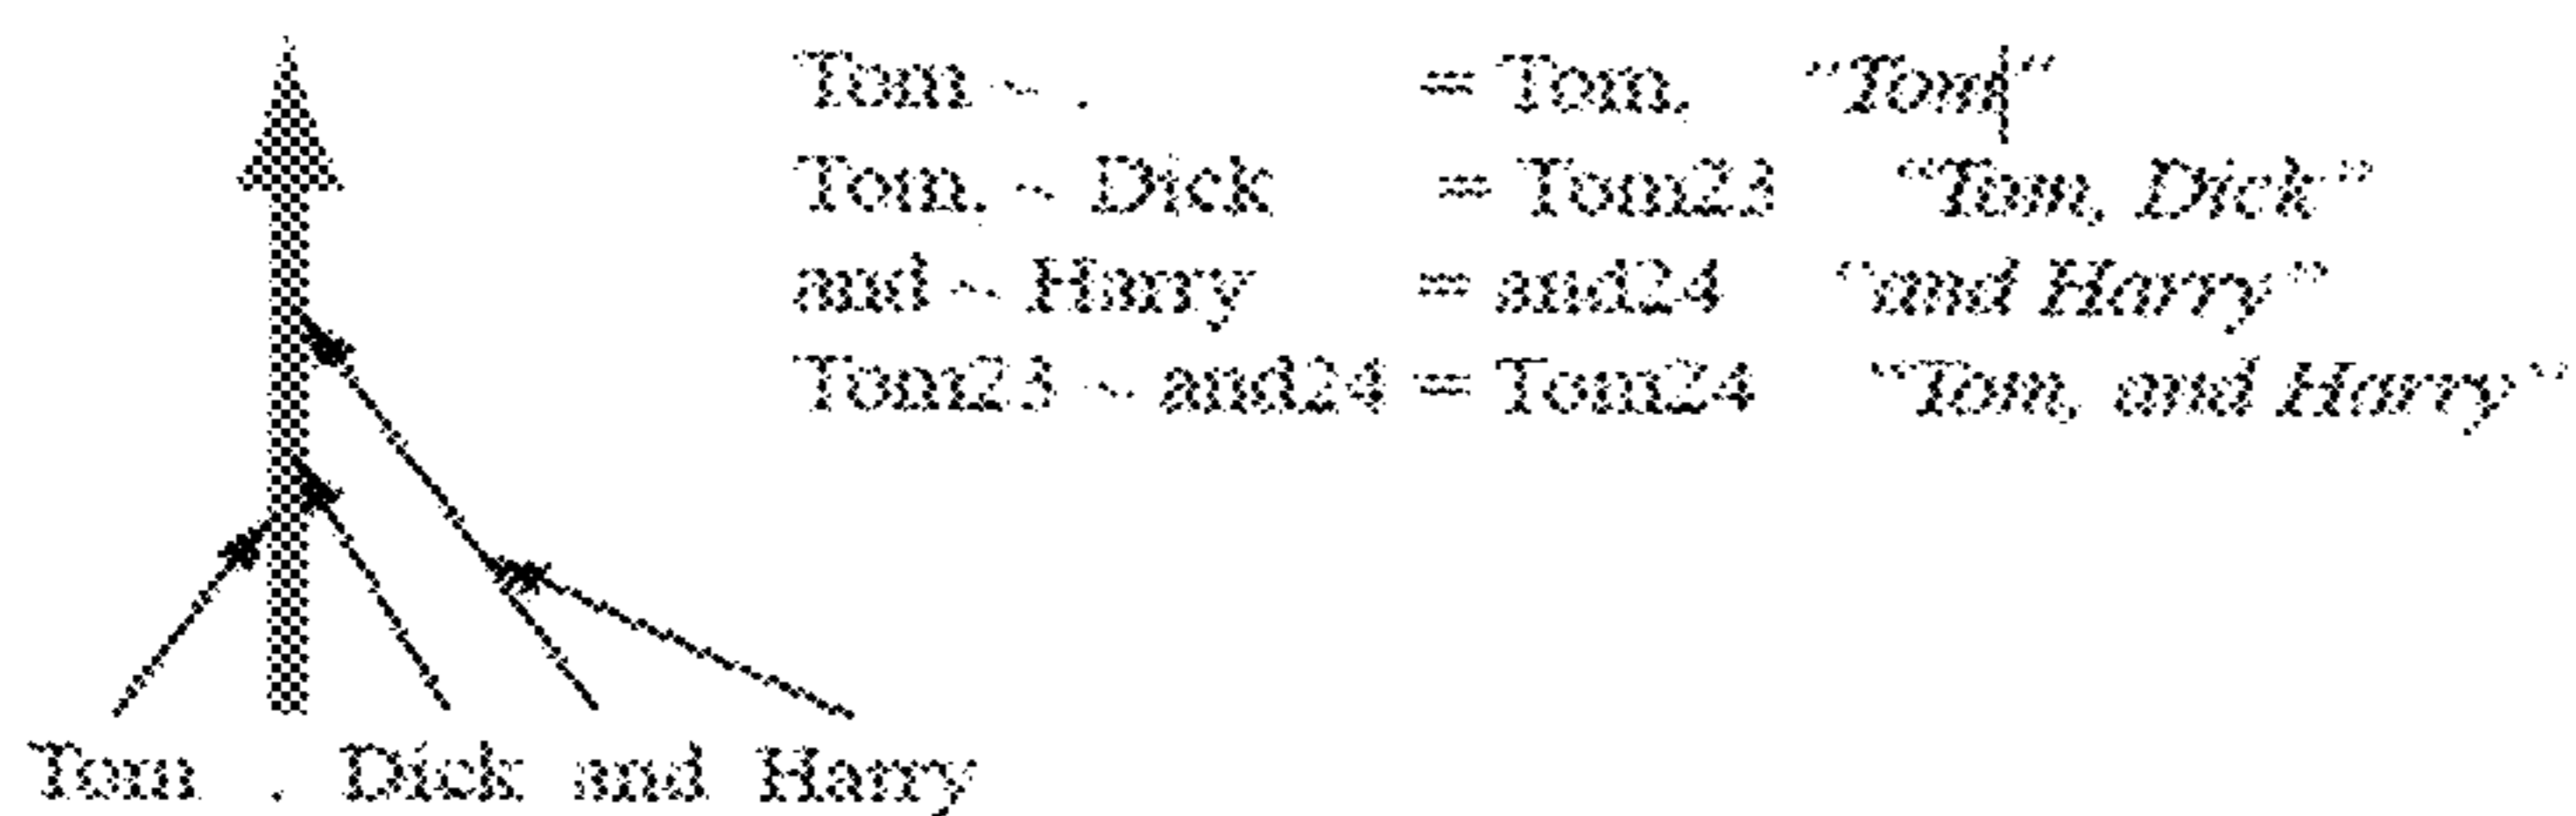 Tom ~ . = Tom, "Tom|"
Tom, ~ Dick = Tom23 "Tom, Dick"
and ~ Harry = and24 "and Harry"
Tom23 ~ and24 = Tom24 "Tom, and Harry"
Tom , Dick and Harry